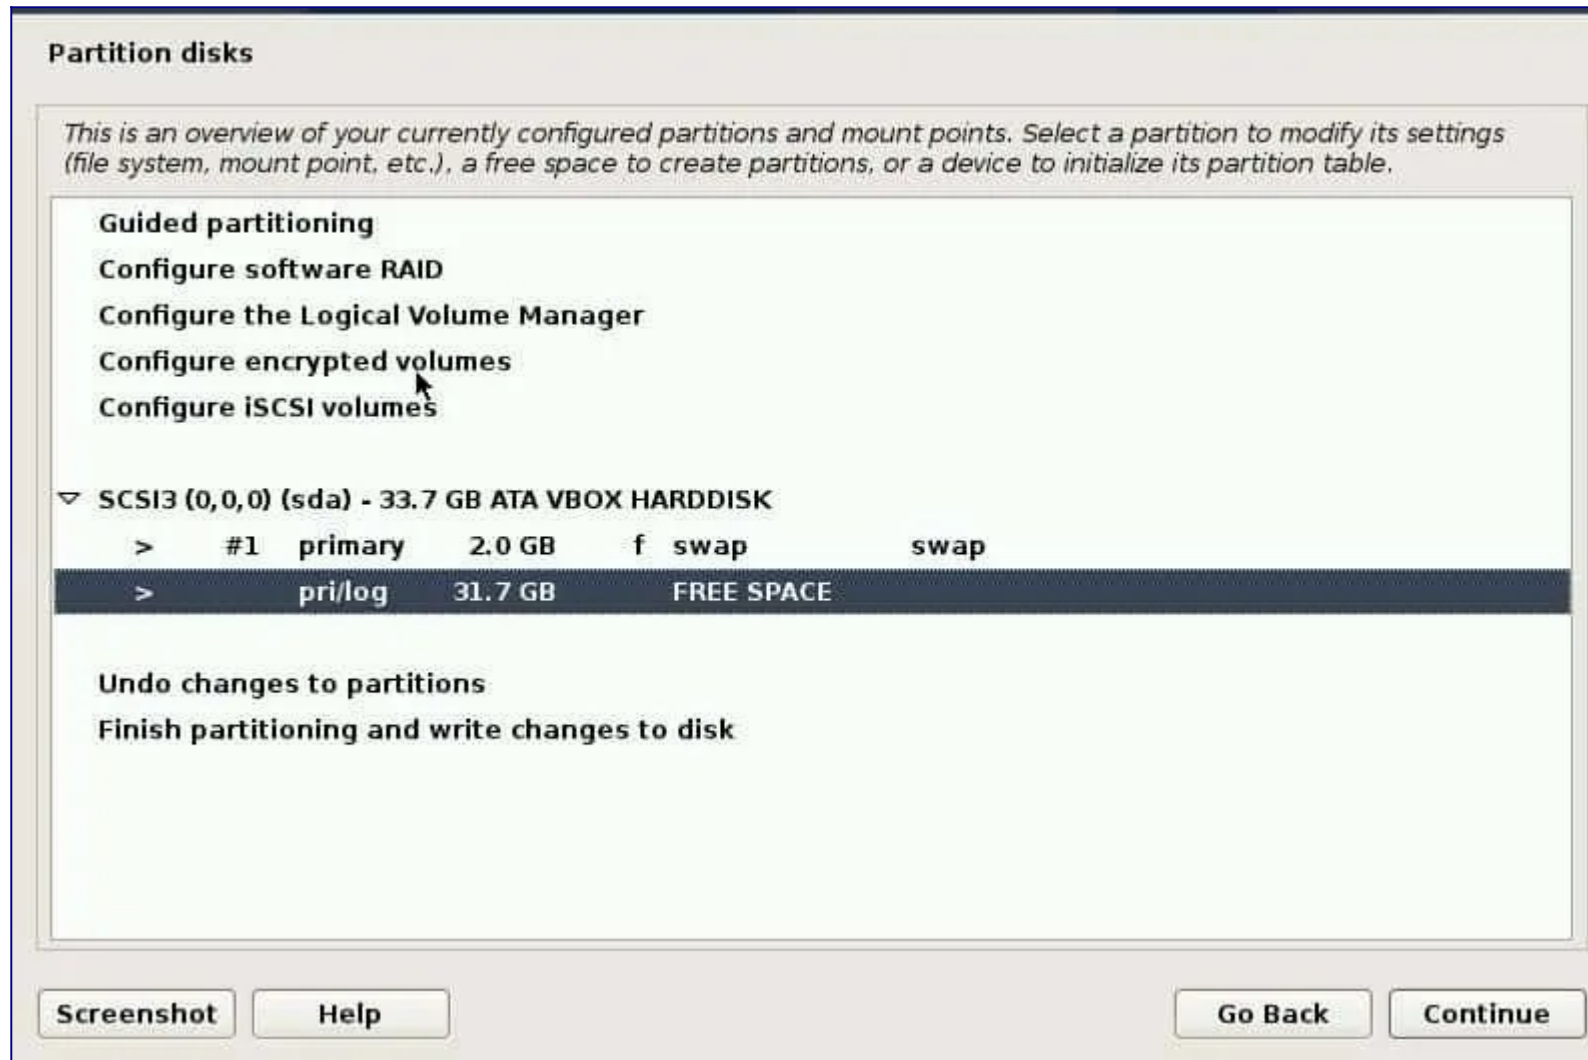 Partition disks
This is an overview of your currently configured partitions and mount points. Select a partition to modify its settings
(file system, mount point, etc.), a free space to create partitions, or a device to initialize its partition table.
Guided partitioning
Configure software RAID
Configure the Logical Volume Manager
Configure encrypted volumes
Configure iSCSI volumes
SCSI3 (0,0,0) (sda) - 33.7 GB ATA VBOX HARDDISK
> #1 primary 2.0 GB f swap swap
> pri/log 31.7 GB FREE SPACE
Undo changes to partitions
Finish partitioning and write changes to disk
Screenshot Help Go Back Continue